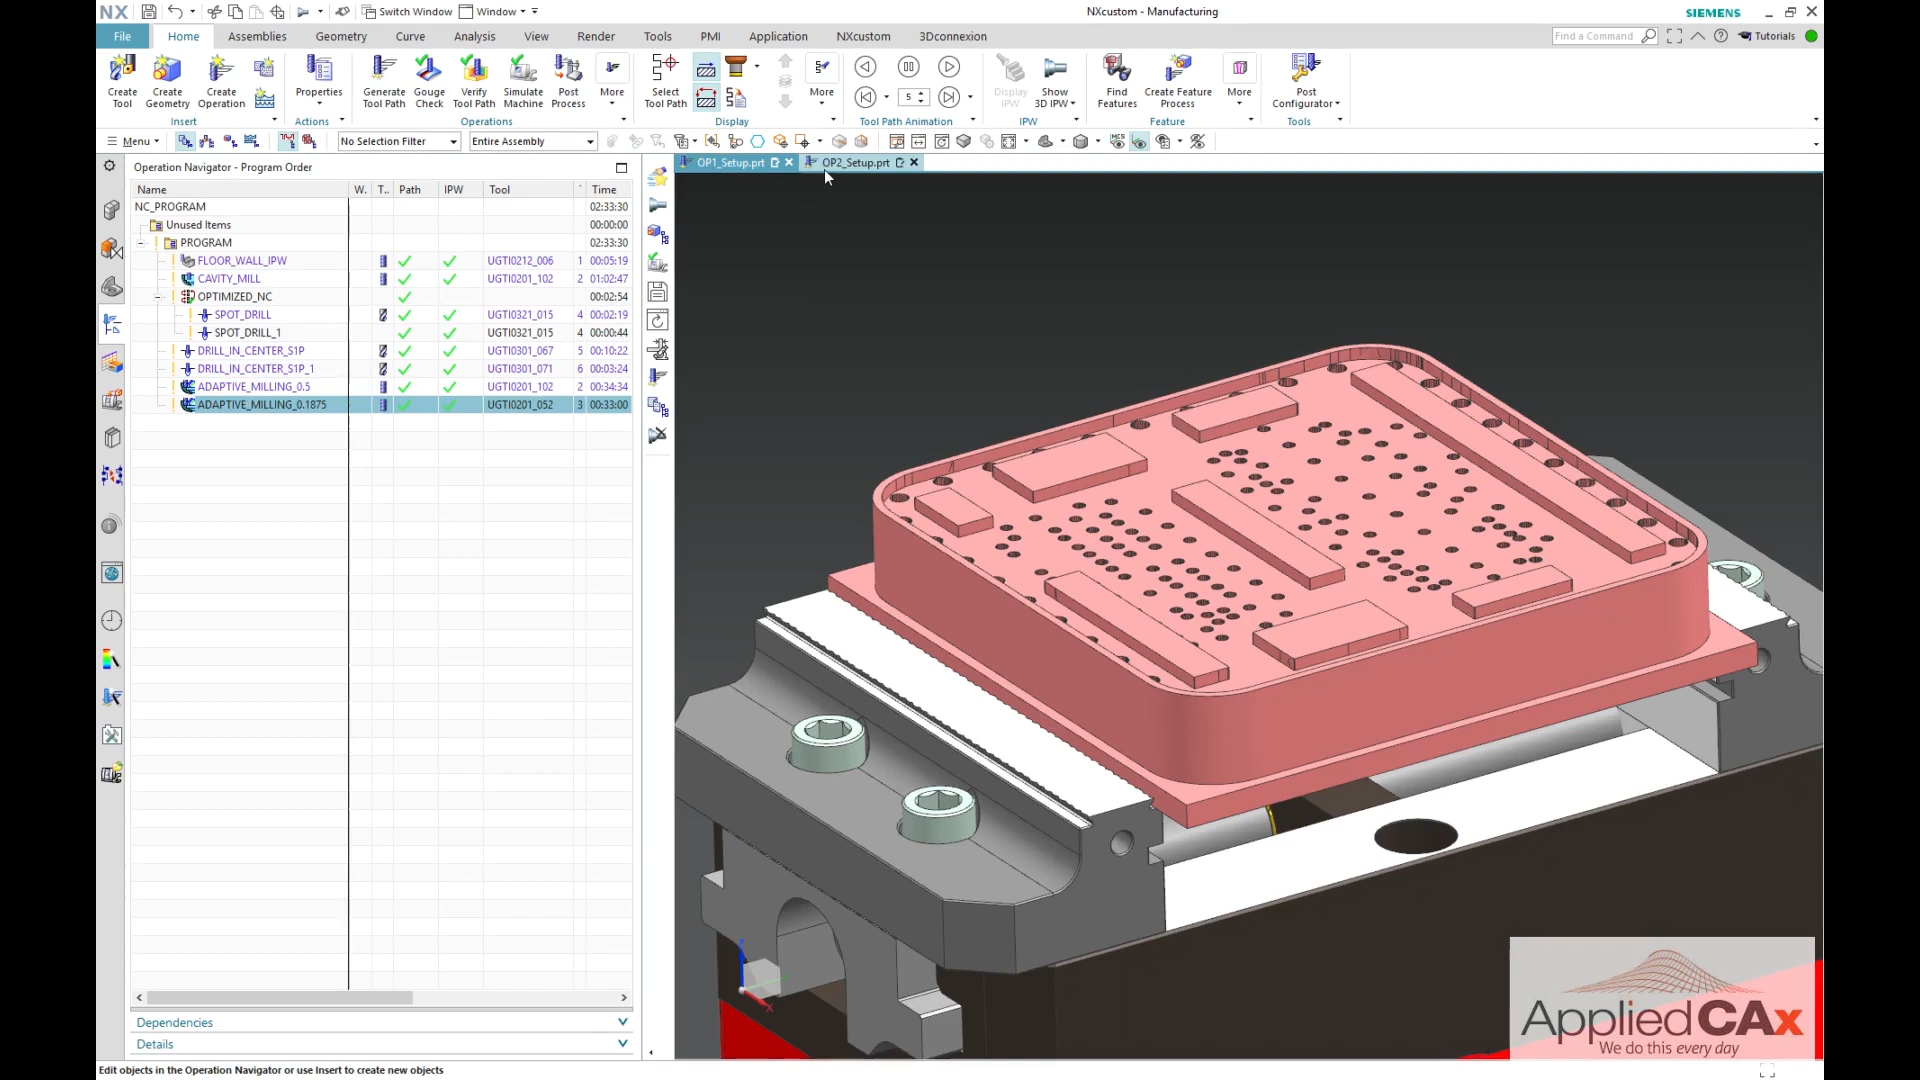 NX
Switch Window
Window
NXcustom - Manufacturing
SIEMENS
File
Home
Assemblies
Geometry
Curve
Analysis
View
Render
Tools
PMI
Application
NXcustom
3Dconnexion
Find a Command
Tutorials
Create Tool
Create Geometry
Create Operation
Properties
Generate Tool Path
Gouge Check
Verify Tool Path
Simulate Machine
Post Process
More
Select Tool Path
More
5
Display IPW
Show 3D IPW
Find Features
Create Feature Process
More
Post Configurator
Insert
Actions
Operations
Display
Tool Path Animation
IPW
Feature
Tools
Menu
No Selection Filter
Entire Assembly
MCS
Operation Navigator - Program Order
OP1_Setup.prt
OP2_Setup.prt
Name W. T.. Path IPW Tool Time
NC_PROGRAM 02:33:30
Unused Items 00:00:00
PROGRAM 02:33:30
FLOOR_WALL_IPW UGTI0212_006 1 00:05:19
CAVITY_MILL UGTI0201_102 2 01:02:47
OPTIMIZED_NC 00:02:54
SPOT_DRILL UGTI0321_015 4 00:02:19
SPOT_DRILL_1 UGTI0321_015 4 00:00:44
DRILL_IN_CENTER_S1P UGTI0301_067 5 00:10:22
DRILL_IN_CENTER_S1P_1 UGTI0301_071 6 00:03:24
ADAPTIVE_MILLING_0.5 UGTI0201_102 2 00:34:34
ADAPTIVE_MILLING_0.1875 UGTI0201_052 3 00:33:00
Z
X
Dependencies
Details
AppliedCAx
We do this every day
Edit objects in the Operation Navigator or use Insert to create new objects